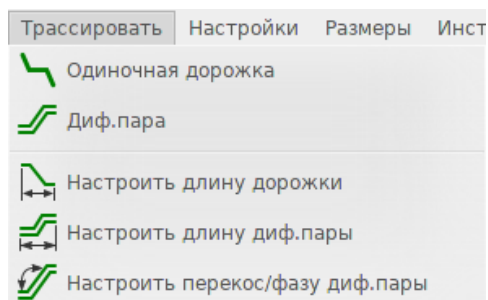 Трассировать Настройки Размеры Инст
Одиночная дорожка
Диф.пара
Настроить длину дорожки
Настроить длину диф.пары
Настроить перекос/фазу диф.пары